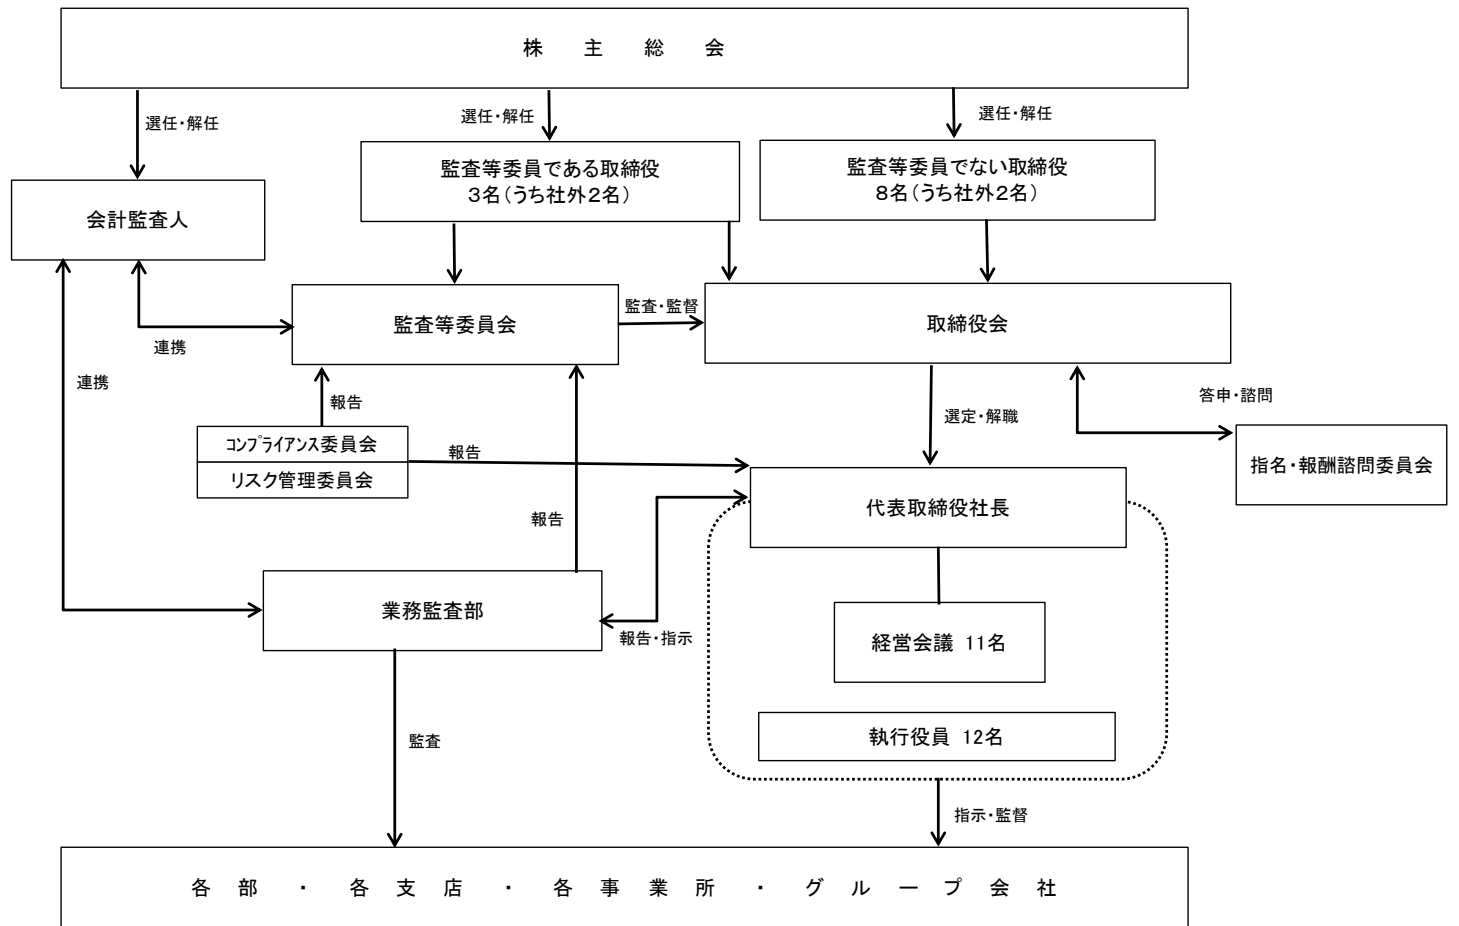 株 主 総 会
選任・解任
選任・解任
選任・解任
監査等委員である取締役
３名（うち社外２名）
監査等委員でない取締役
８名（うち社外２名）
会計監査人
監査等委員会
監査・監督
取締役会
連携
連携
報告
選定・解職
答申・諮問
コンプライアンス委員会
リスク管理委員会
報告
指名・報酬諮問委員会
代表取締役社長
報告
業務監査部
報告・指示
経営会議 11名
執行役員 12名
監査
指示・監督
各 部 ・ 各 支 店 ・ 各 事 業 所 ・ グ ル ー プ 会 社